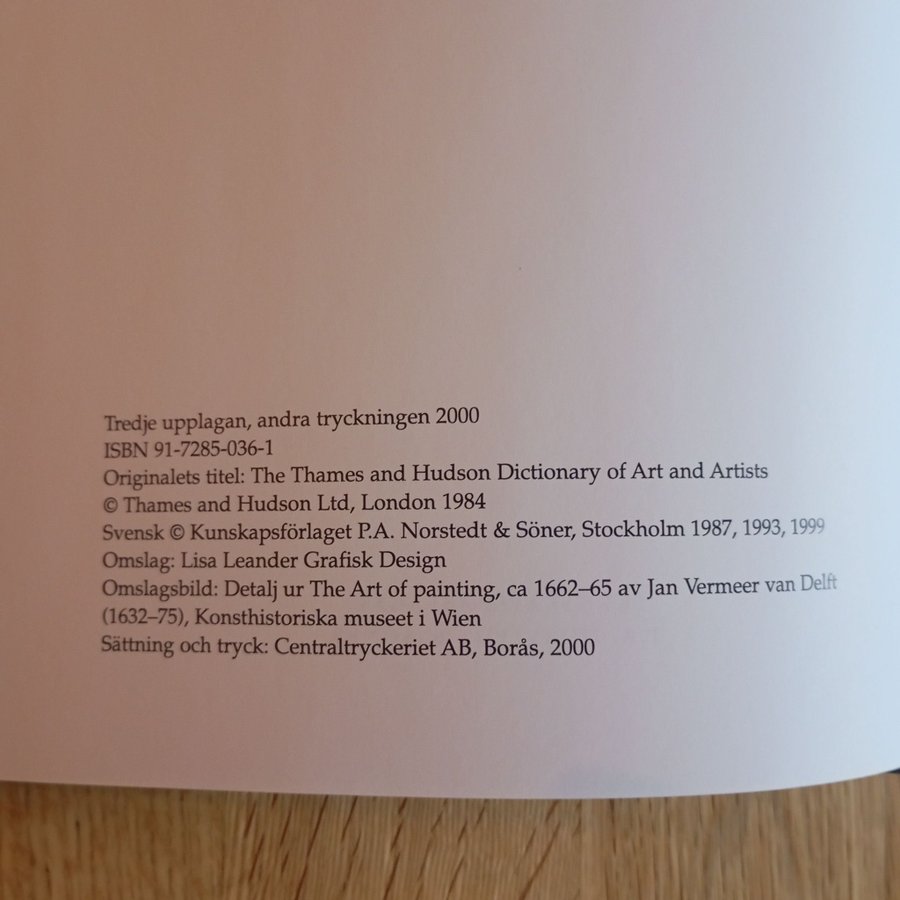 Tredje upplagan, andra tryckningen 2000
ISBN 91-7285-036-1
Originalets titel: The Thames and Hudson Dictionary of Art and Artists
© Thames and Hudson Ltd, London 1984
Svensk © Kunskapsförlaget P.A. Norstedt & Söner, Stockholm 1987, 1993, 1999
Omslag: Lisa Leander Grafisk Design
Omslagsbild: Detalj ur The Art of painting, ca 1662–65 av Jan Vermeer van Delft
(1632–75), Konsthistoriska museet i Wien
Sättning och tryck: Centraltryckeriet AB, Borås, 2000